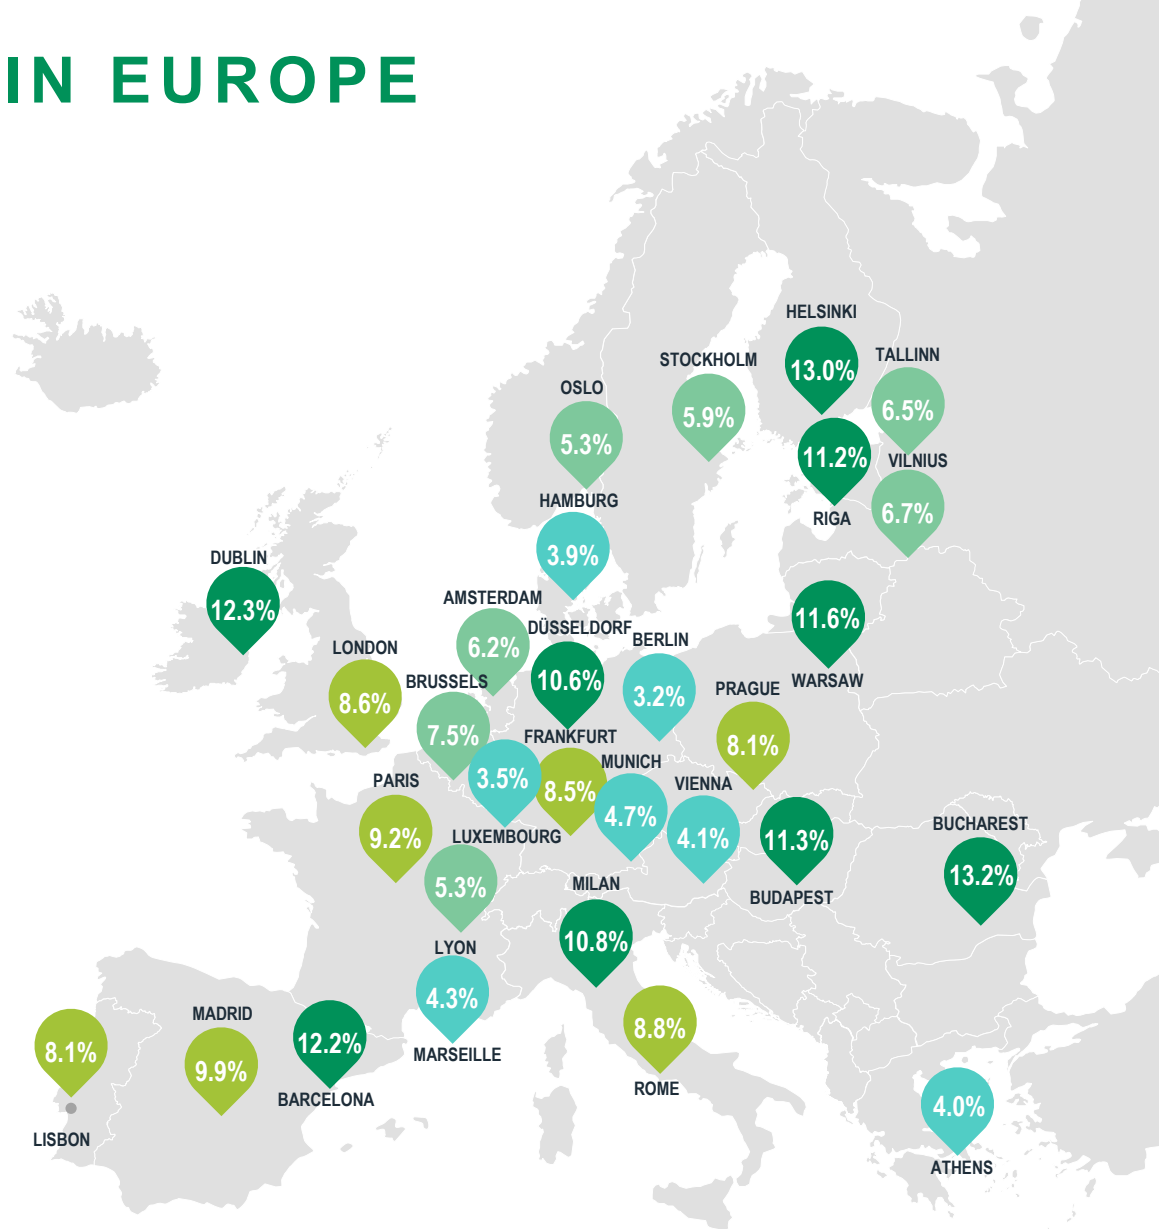 IN EUROPE
HELSINKI
13.0%
TALLINN
6.5%
STOCKHOLM
5.9%
OSLO
5.3%
11.2%
RIGA
VILNIUS
6.7%
HAMBURG
3.9%
DUBLIN
12.3%
AMSTERDAM
6.2%
DÜSSELDORF
10.6%
BERLIN
3.2%
11.6%
WARSAW
LONDON
8.6%
BRUSSELS
7.5%
PRAGUE
8.1%
FRANKFURT
8.5%
3.5%
LUXEMBOURG
MUNICH
4.7%
VIENNA
4.1%
PARIS
9.2%
11.3%
BUDAPEST
BUCHAREST
13.2%
5.3%
LYON
MILAN
10.8%
4.3%
MARSEILLE
8.8%
ROME
MADRID
9.9%
12.2%
BARCELONA
8.1%
LISBON
4.0%
ATHENS